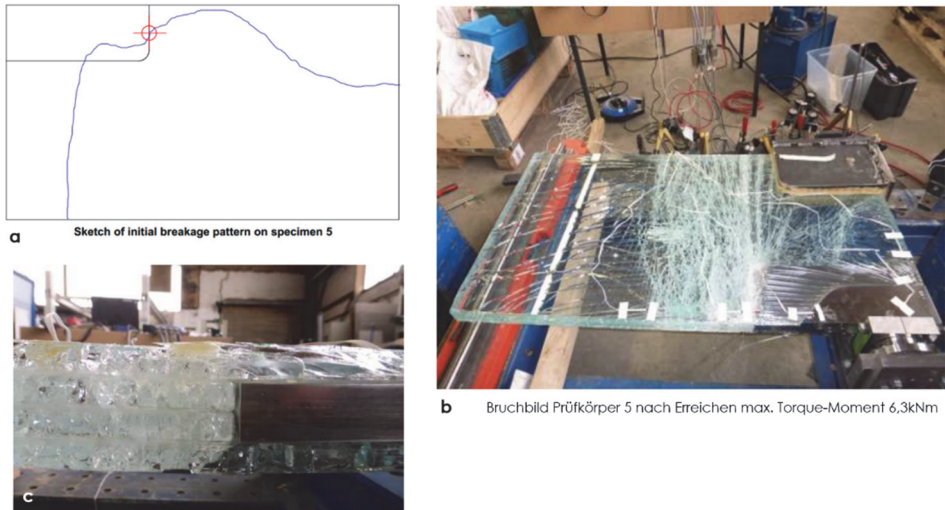 a
Sketch of initial breakage pattern on specimen 5
b
Bruchbild Prüfkörper 5 nach Erreichen max. Torque-Moment 6,3kNm
c